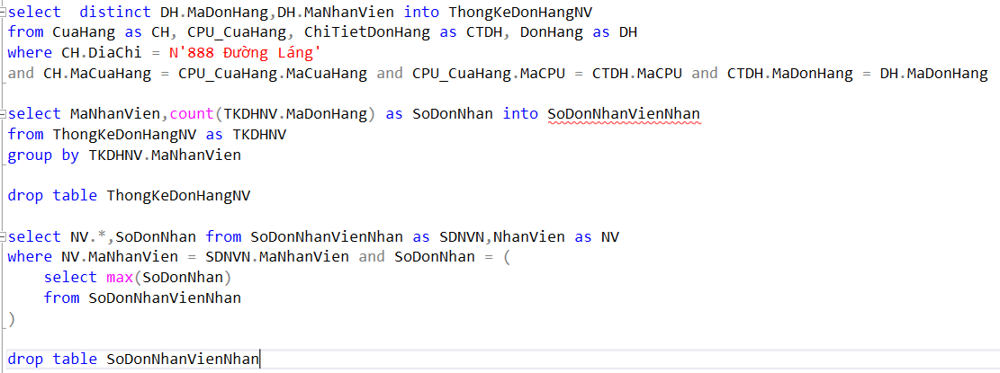 select  distinct DH.MaDonHang,DH.MaNhanVien into ThongKeDonHangNV
from CuaHang as CH, CPU_CuaHang, ChiTietDonHang as CTDH, DonHang as DH
where CH.DiaChi = N'888 Đường Láng'
and CH.MaCuaHang = CPU_CuaHang.MaCuaHang and CPU_CuaHang.MaCPU = CTDH.MaCPU and CTDH.MaDonHang = DH.MaDonHang
select MaNhanVien,count(TKDHNV.MaDonHang) as SoDonNhan into SoDonNhanVienNhan
from ThongKeDonHangNV as TKDHNV
group by TKDHNV.MaNhanVien
drop table ThongKeDonHangNV
select NV.*,SoDonNhan from SoDonNhanVienNhan as SDNVN,NhanVien as NV
where NV.MaNhanVien = SDNVN.MaNhanVien and SoDonNhan = (
    select max(SoDonNhan)
    from SoDonNhanVienNhan
)
drop table SoDonNhanVienNhan